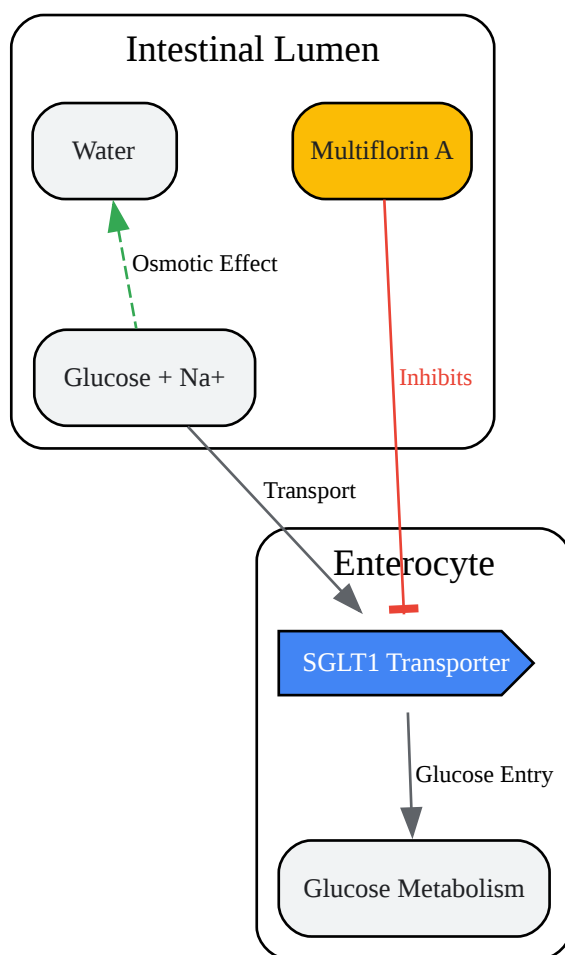 Intestinal Lumen
Water
Multiflorin A
Osmotic Effect
Glucose + Na+
Inhibits
Transport
Enterocyte
SGLT1 Transporter
Glucose Entry
Glucose Metabolism